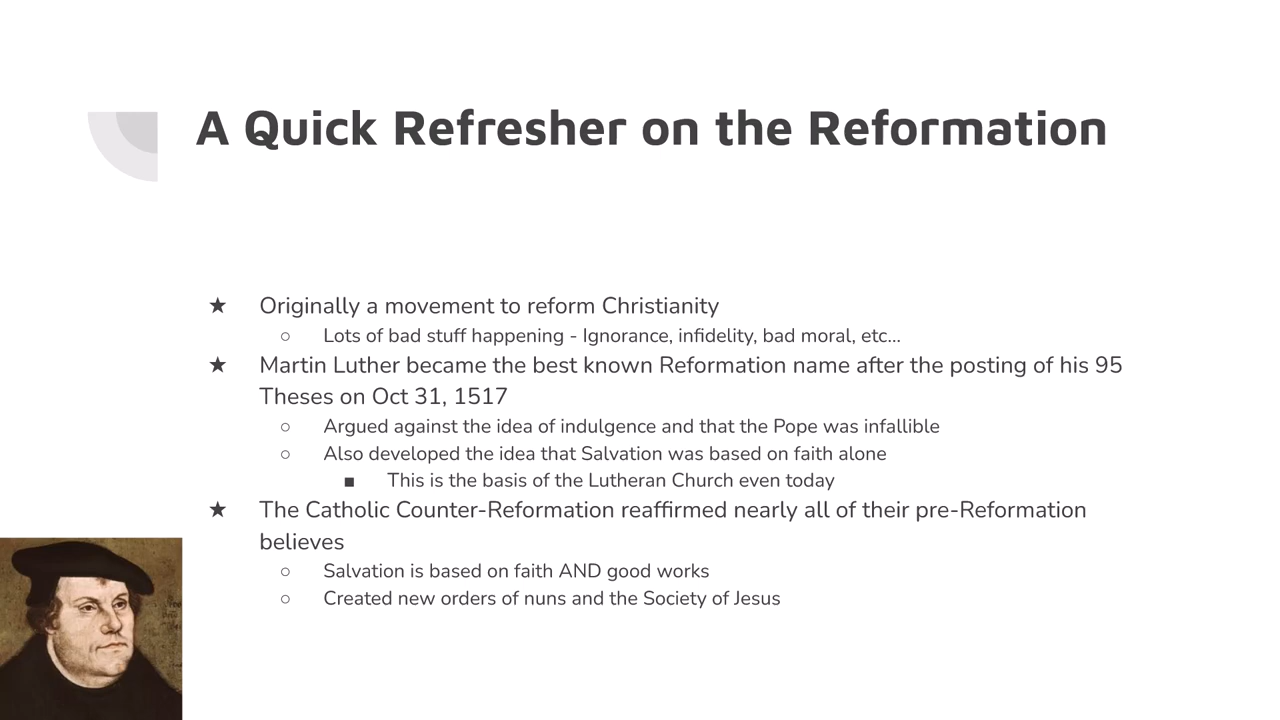 A Quick Refresher on the Reformation
★ Originally a movement to reform Christianity
○ Lots of bad stuff happening - Ignorance, infidelity, bad moral, etc...
★ Martin Luther became the best known Reformation name after the posting of his 95
Theses on Oct 31, 1517
○ Argued against the idea of indulgence and that the Pope was infallible
○ Also developed the idea that Salvation was based on faith alone
■ This is the basis of the Lutheran Church even today
★ The Catholic Counter-Reformation reaffirmed nearly all of their pre-Reformation
believes
○ Salvation is based on faith AND good works
○ Created new orders of nuns and the Society of Jesus